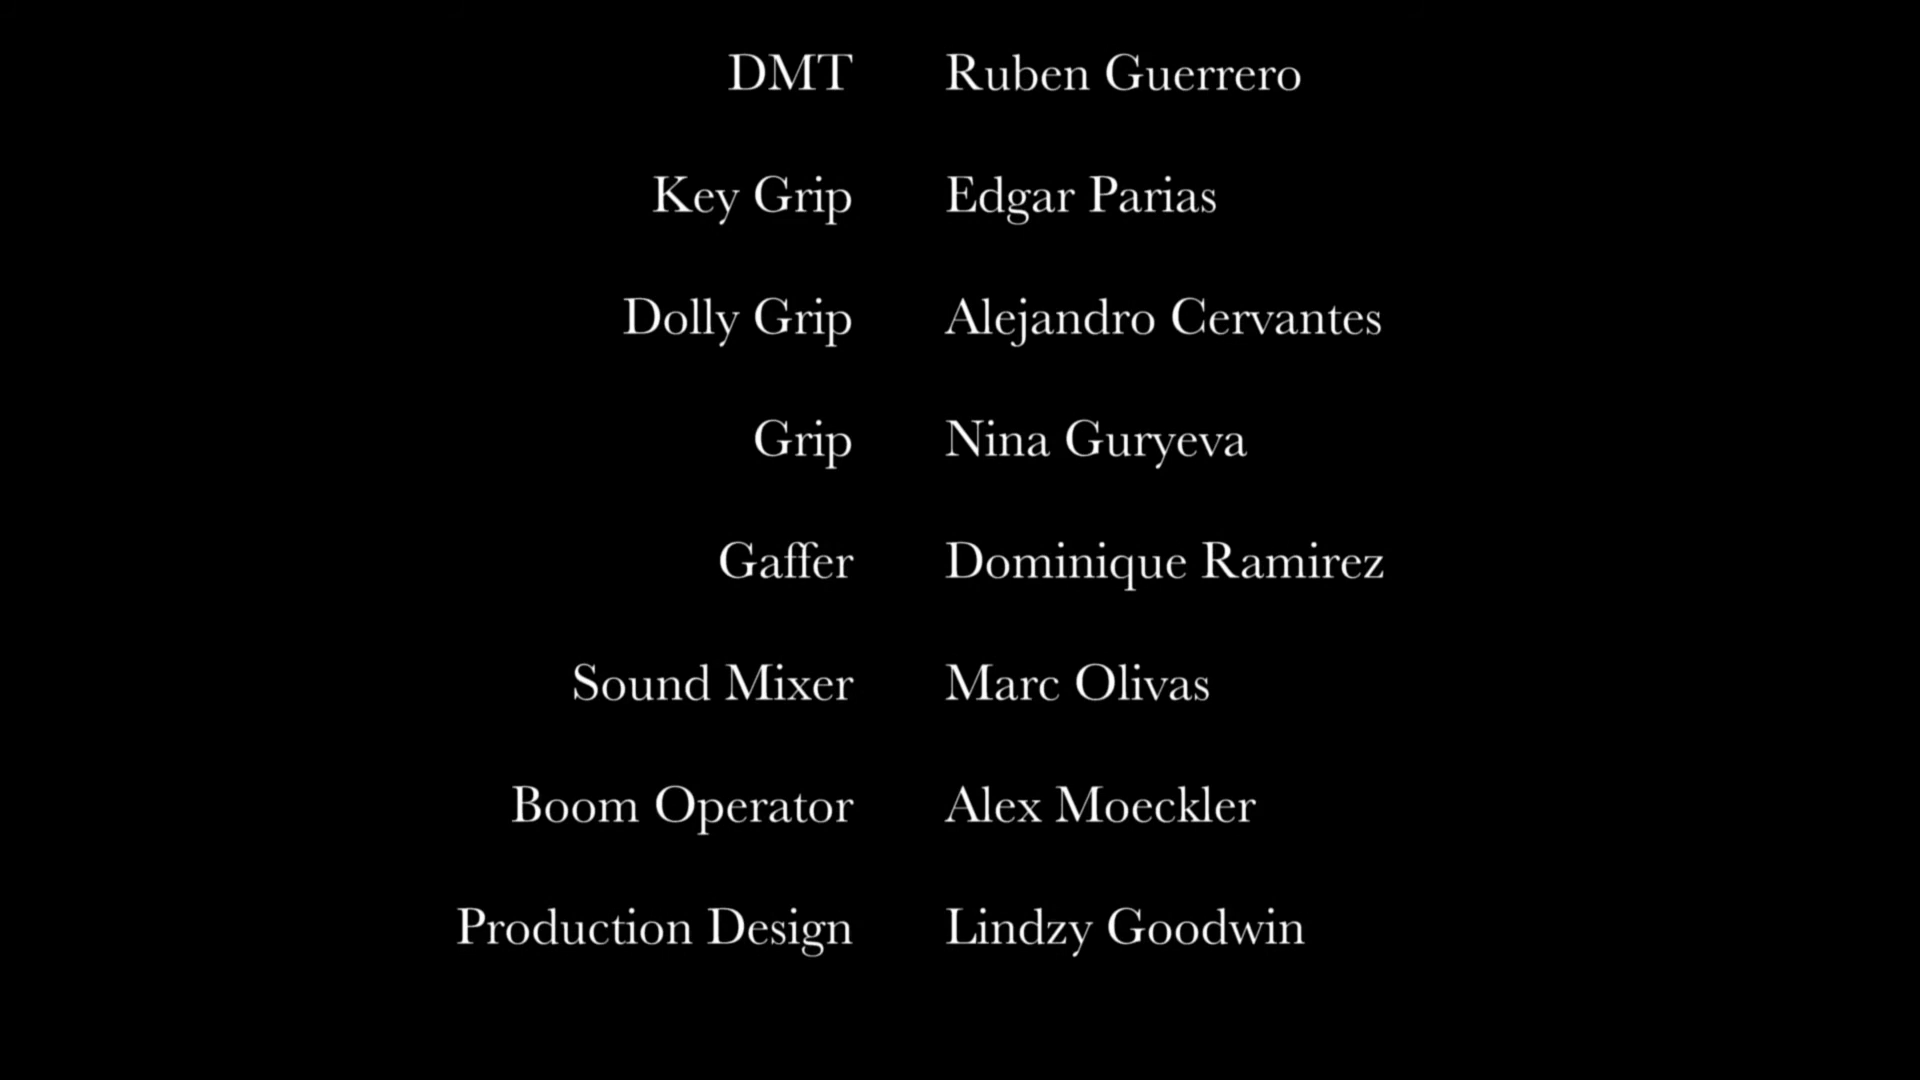 DMT Ruben Guerrero
Key Grip Edgar Parias
Dolly Grip Alejandro Cervantes
Grip Nina Guryeva
Gaffer Dominique Ramirez
Sound Mixer Marc Olivas
Boom Operator Alex Moeckler
Production Design Lindzy Goodwin